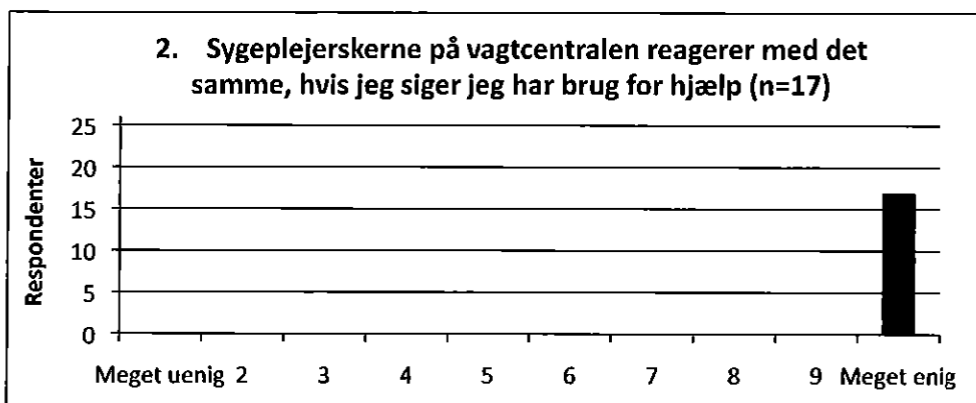 2. Sygeplejerskerne på vagtcentralen reagerer med det
samme, hvis jeg siger jeg har brug for hjælp (n=17)
Respondenter
25
20
15
10
5
0
Meget uenig 2 3 4 5 6 7 8 9 Meget enig